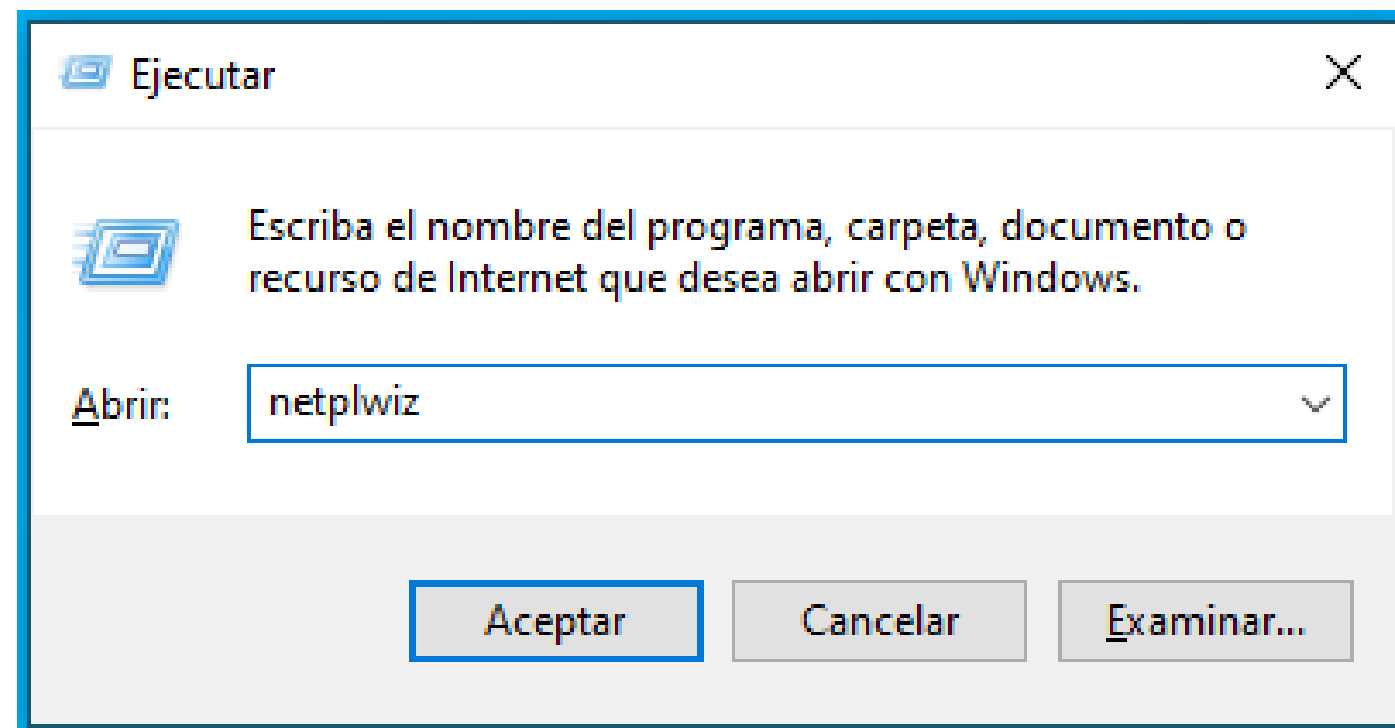 Ejecutar
Escriba el nombre del programa, carpeta, documento o
recurso de Internet que desea abrir con Windows.
Abrir: netplwiz
Aceptar Cancelar Examinar...